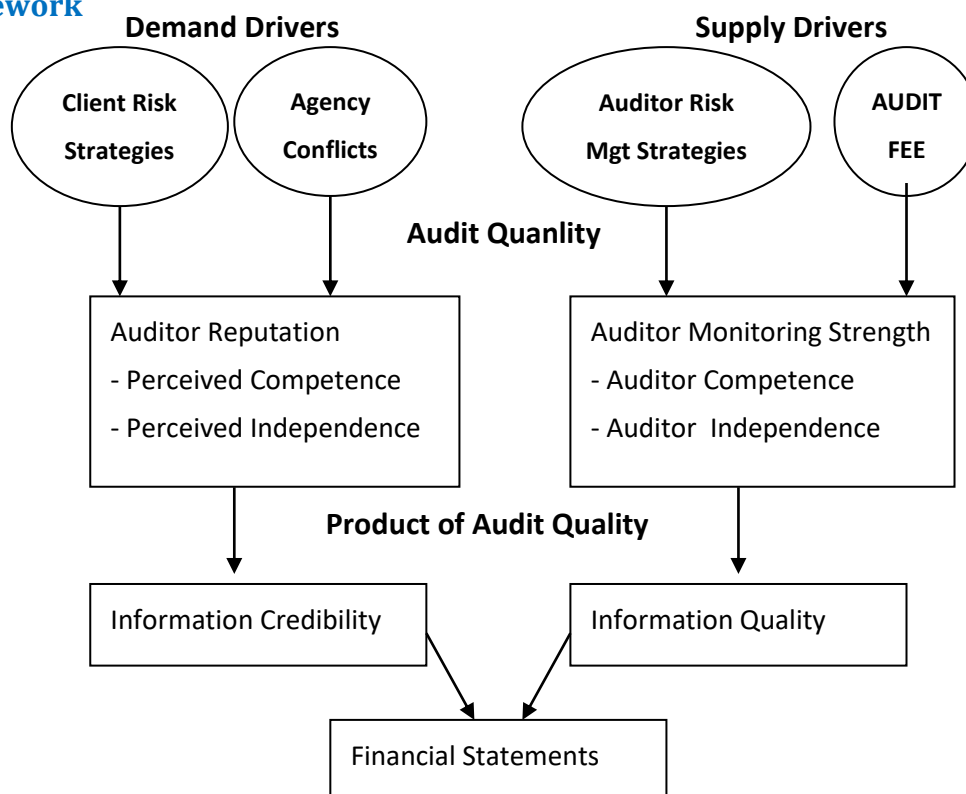 ework
Demand Drivers
Supply Drivers
Client Risk
Strategies
Agency
Conflicts
Auditor Risk
Mgt Strategies
AUDIT
FEE
Audit Quanlity
Auditor Reputation
- Perceived Competence
- Perceived Independence
Auditor Monitoring Strength
- Auditor Competence
- Auditor Independence
Product of Audit Quality
Information Credibility
Information Quality
Financial Statements